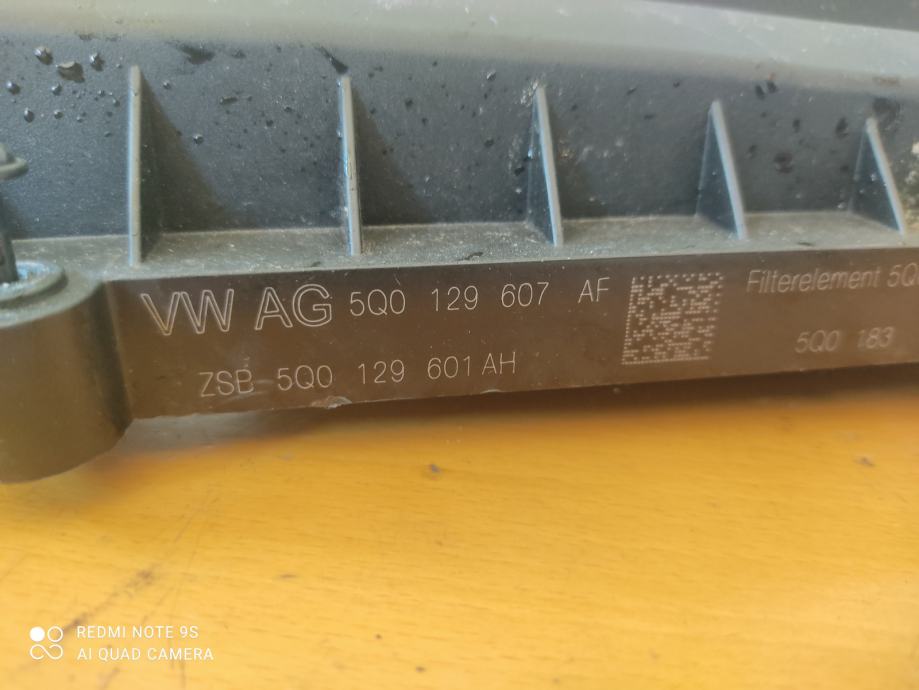 VW AG 5Q0 129 607 AF
ZSB 5Q0 129 601 AH
Filterelement 5Q
5Q0 183
REDMI NOTE 9S
AI QUAD CAMERA